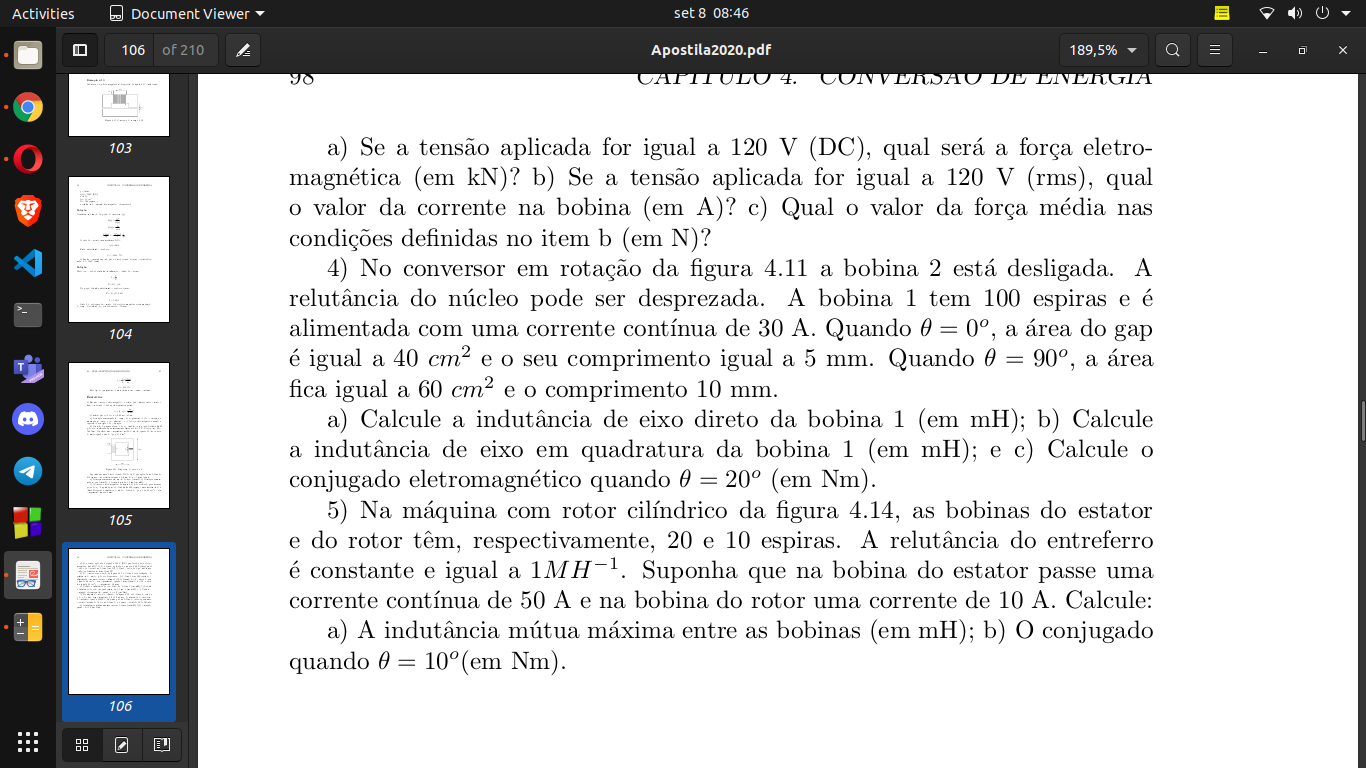 Activities
Document Viewer
set 8 08:46
106 of 210
Apostila2020.pdf
189,5%
98 CAPÍTULO 4. CONVERSÃO DE ENERGIA
a) Se a tensão aplicada for igual a 120 V (DC), qual será a força eletro-
magnética (em kN)? b) Se a tensão aplicada for igual a 120 V (rms), qual
o valor da corrente na bobina (em A)? c) Qual o valor da força média nas
condições definidas no item b (em N)?
4) No conversor em rotação da figura 4.11 a bobina 2 está desligada. A
relutância do núcleo pode ser desprezada. A bobina 1 tem 100 espiras e é
alimentada com uma corrente contínua de 30 A. Quando θ = 0°, a área do gap
é igual a 40 cm² e o seu comprimento igual a 5 mm. Quando θ = 90°, a área
fica igual a 60 cm² e o comprimento 10 mm.
a) Calcule a indutância de eixo direto da bobina 1 (em mH); b) Calcule
a indutância de eixo em quadratura da bobina 1 (em mH); e c) Calcule o
conjugado eletromagnético quando θ = 20° (em Nm).
5) Na máquina com rotor cilíndrico da figura 4.14, as bobinas do estator
e do rotor têm, respectivamente, 20 e 10 espiras. A relutância do entreferro
é constante e igual a 1MH⁻¹. Suponha que na bobina do estator passe uma
corrente contínua de 50 A e na bobina do rotor uma corrente de 10 A. Calcule:
a) A indutância mútua máxima entre as bobinas (em mH); b) O conjugado
quando θ = 10°(em Nm).
103
104
105
106